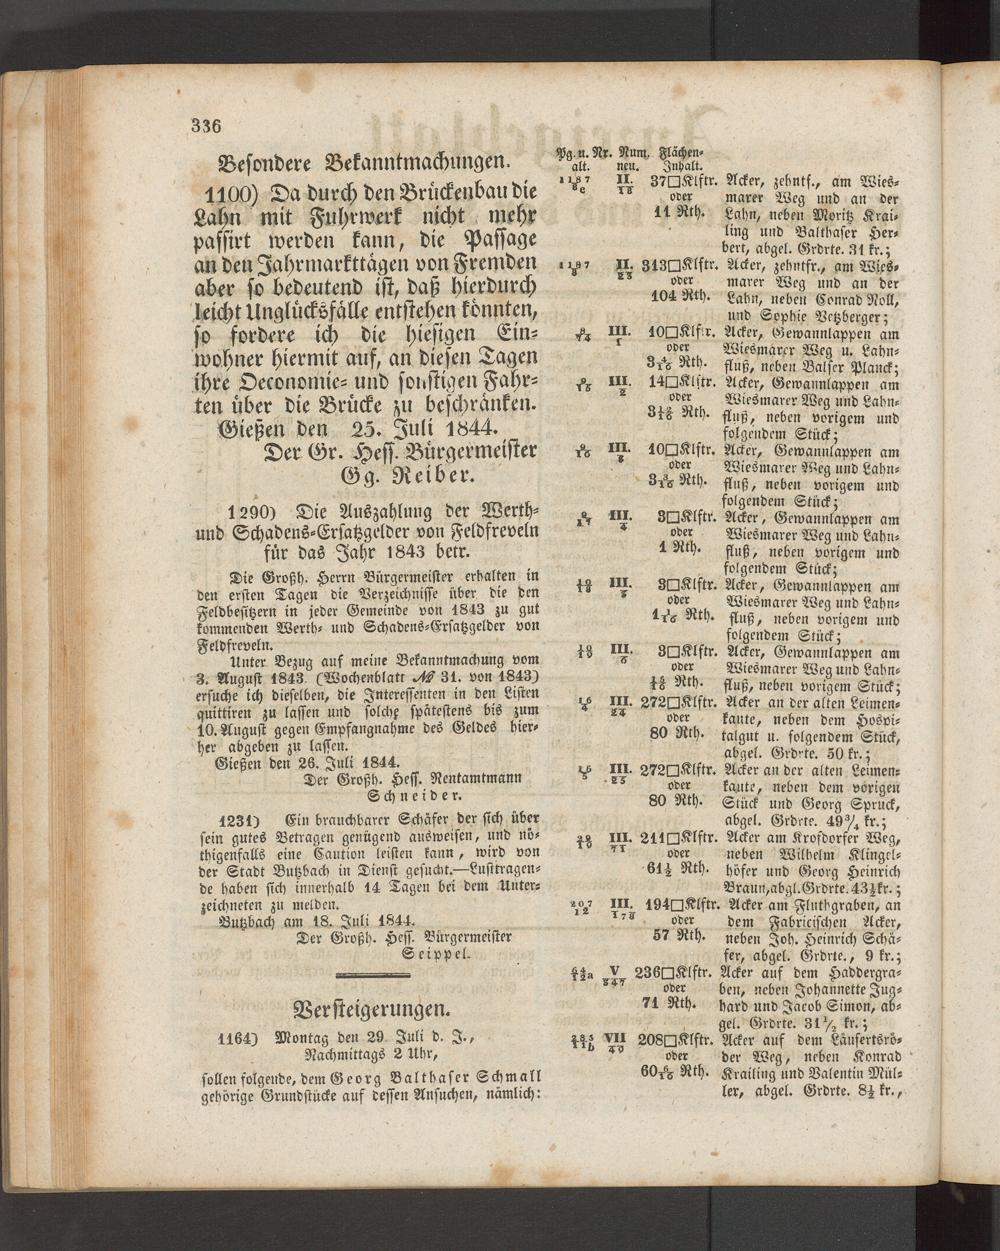 336
Besondere Bekanntmachungen.
1100) Da durch den Brückenbau die
Lahn mit Fuhrwerk nicht mehr
passirt werden kann, die Passage
an den Jahrmarkttägen von Fremden
aber so bedeutend ist, daß hierdurch
leicht Unglücksfälle entstehen könnten,
so fordere ich die hiesigen Ein-
wohner hiermit auf, an diesen Tagen
ihre Oeconomie- und sonstigen Fahr-
ten über die Brücke zu beschränken.
Gießen den 25. Juli 1844.
Der Gr. Hess. Bürgermeister
Gg. Reiber.
1290) Die Auszahlung der Werth-
und Schadens-Ersatzgelder von Feldfreveln
für das Jahr 1843 betr.
Die Großh. Herrn Bürgermeister erhalten in
den ersten Tagen die Verzeichnisse über die den
Feldbesitzern in jeder Gemeinde von 1843 zu gut
kommenden Werth- und Schadens-Ersatzgelder von
Feldfreveln.
Unter Bezug auf meine Bekanntmachung vom
3. August 1843 (Wochenblatt № 31. von 1843)
ersuche ich dieselben, die Interessenten in den Listen
quittiren zu lassen und solche spätestens bis zum
10. August gegen Empfangnahme des Geldes hier-
her abgeben zu lassen.
Gießen den 26. Juli 1844.
Der Großh. Hess. Rentamtmann
Schneider.
1231) Ein brauchbarer Schäfer der sich über
sein gutes Betragen genügend ausweisen, und nö-
thigenfalls eine Caution leisten kann, wird von
der Stadt Butzbach in Dienst gesucht.—Lusttragen-
de haben sich innerhalb 14 Tagen bei dem Unter-
zeichneten zu melden.
Butzbach am 18. Juli 1844.
Der Großh. Hess. Bürgermeister
Seippel.
Versteigerungen.
1164) Montag den 29. Juli d. J.,
Nachmittags 2 Uhr,
sollen folgende, dem Georg Balthaser Schmall
gehörige Grundstücke auf dessen Ansuchen, nämlich:
Pg. u. Nr. Num. Flächen-
alt. neu. Inhalt.
II. 37□Klftr. Acker, zehntf., am Wies-
oder marer Weg und an der
11 Rth. Lahn, neben Moritz Krai-
ling und Balthaser Her-
bert, abgel. Grdrte. 31 kr.;
II. 313□Klftr. Acker, zehntfr., am Wies-
oder marer Weg und an der
104 Rth. Lahn, neben Conrad Noll,
und Sophie Vetzberger;
III. 10□Klftr. Acker, Gewannlappen am
oder Wiesmarer Weg u. Lahn-
Rth. fluß, neben Balser Planck;
III. 14□Klftr. Acker, Gewannlappen am
oder Wiesmarer Weg und Lahn-
Rth. fluß, neben vorigem und
folgendem Stück;
III. 10□Klftr. Acker, Gewannlappen am
oder Wiesmarer Weg und Lahn-
Rth. fluß, neben vorigem und
folgendem Stück;
III. 3□Klftr. Acker, Gewannlappen am
oder Wiesmarer Weg und Lahn-
1 Rth. fluß, neben vorigem und
folgendem Stück;
III. 3□Klftr. Acker, Gewannlappen am
oder Wiesmarer Weg und Lahn-
Rth. fluß, neben vorigem und
folgendem Stück;
III. 3□Klftr. Acker, Gewannlappen am
oder Wiesmarer Weg und Lahn-
Rth. fluß, neben vorigem Stück;
III. 272□Klftr. Acker an der alten Leimen-
oder kaute, neben dem Hospi-
80 Rth. talgut u. folgendem Stück,
abgel. Grdrte. 50 kr.;
III. 272□Klftr. Acker an der alten Leimen-
oder kaute, neben dem vorigen
80 Rth. Stück und Georg Spruck,
abgel. Grdrte. 49 3/4 kr.;
III. 211□Klftr. Acker am Krofdorfer Weg,
oder neben Wilhelm Klingel-
61½ Rth. höfer und Georg Heinrich
Braun, abgl. Grdrte. 43½ kr.;
III. 194□Klftr. Acker am Fluthgraben, an
oder dem Fabricischen Acker,
57 Rth. neben Joh. Heinrich Schä-
fer, abgel. Grdrte., 9 kr.;
V 236□Klftr. Acker auf dem Haddergra-
oder ben, neben Johannette Jug-
71 Rth. hard und Jacob Simon, ab-
gel. Grdrte. 31 1/2 kr.;
VII 208□Klftr. Acker auf dem Läufertsrö-
oder der Weg, neben Konrad
Rth. Krailing und Valentin Mül-
ler, abgel. Grdrte. 8½ kr.,